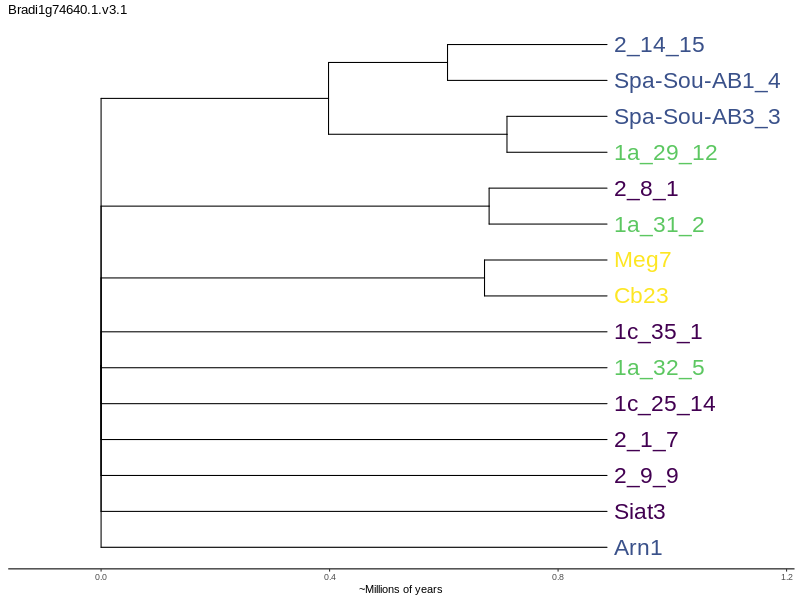 Bradi1g74640.1.v3.1
2_14_15
Spa-Sou-AB1_4
Spa-Sou-AB3_3
1a_29_12
2_8_1
1a_31_2
Meg7
Cb23
1c_35_1
1a_32_5
1c_25_14
2_1_7
2_9_9
Siat3
Arn1
0.0 0.4 0.8 1.2
~Millions of years